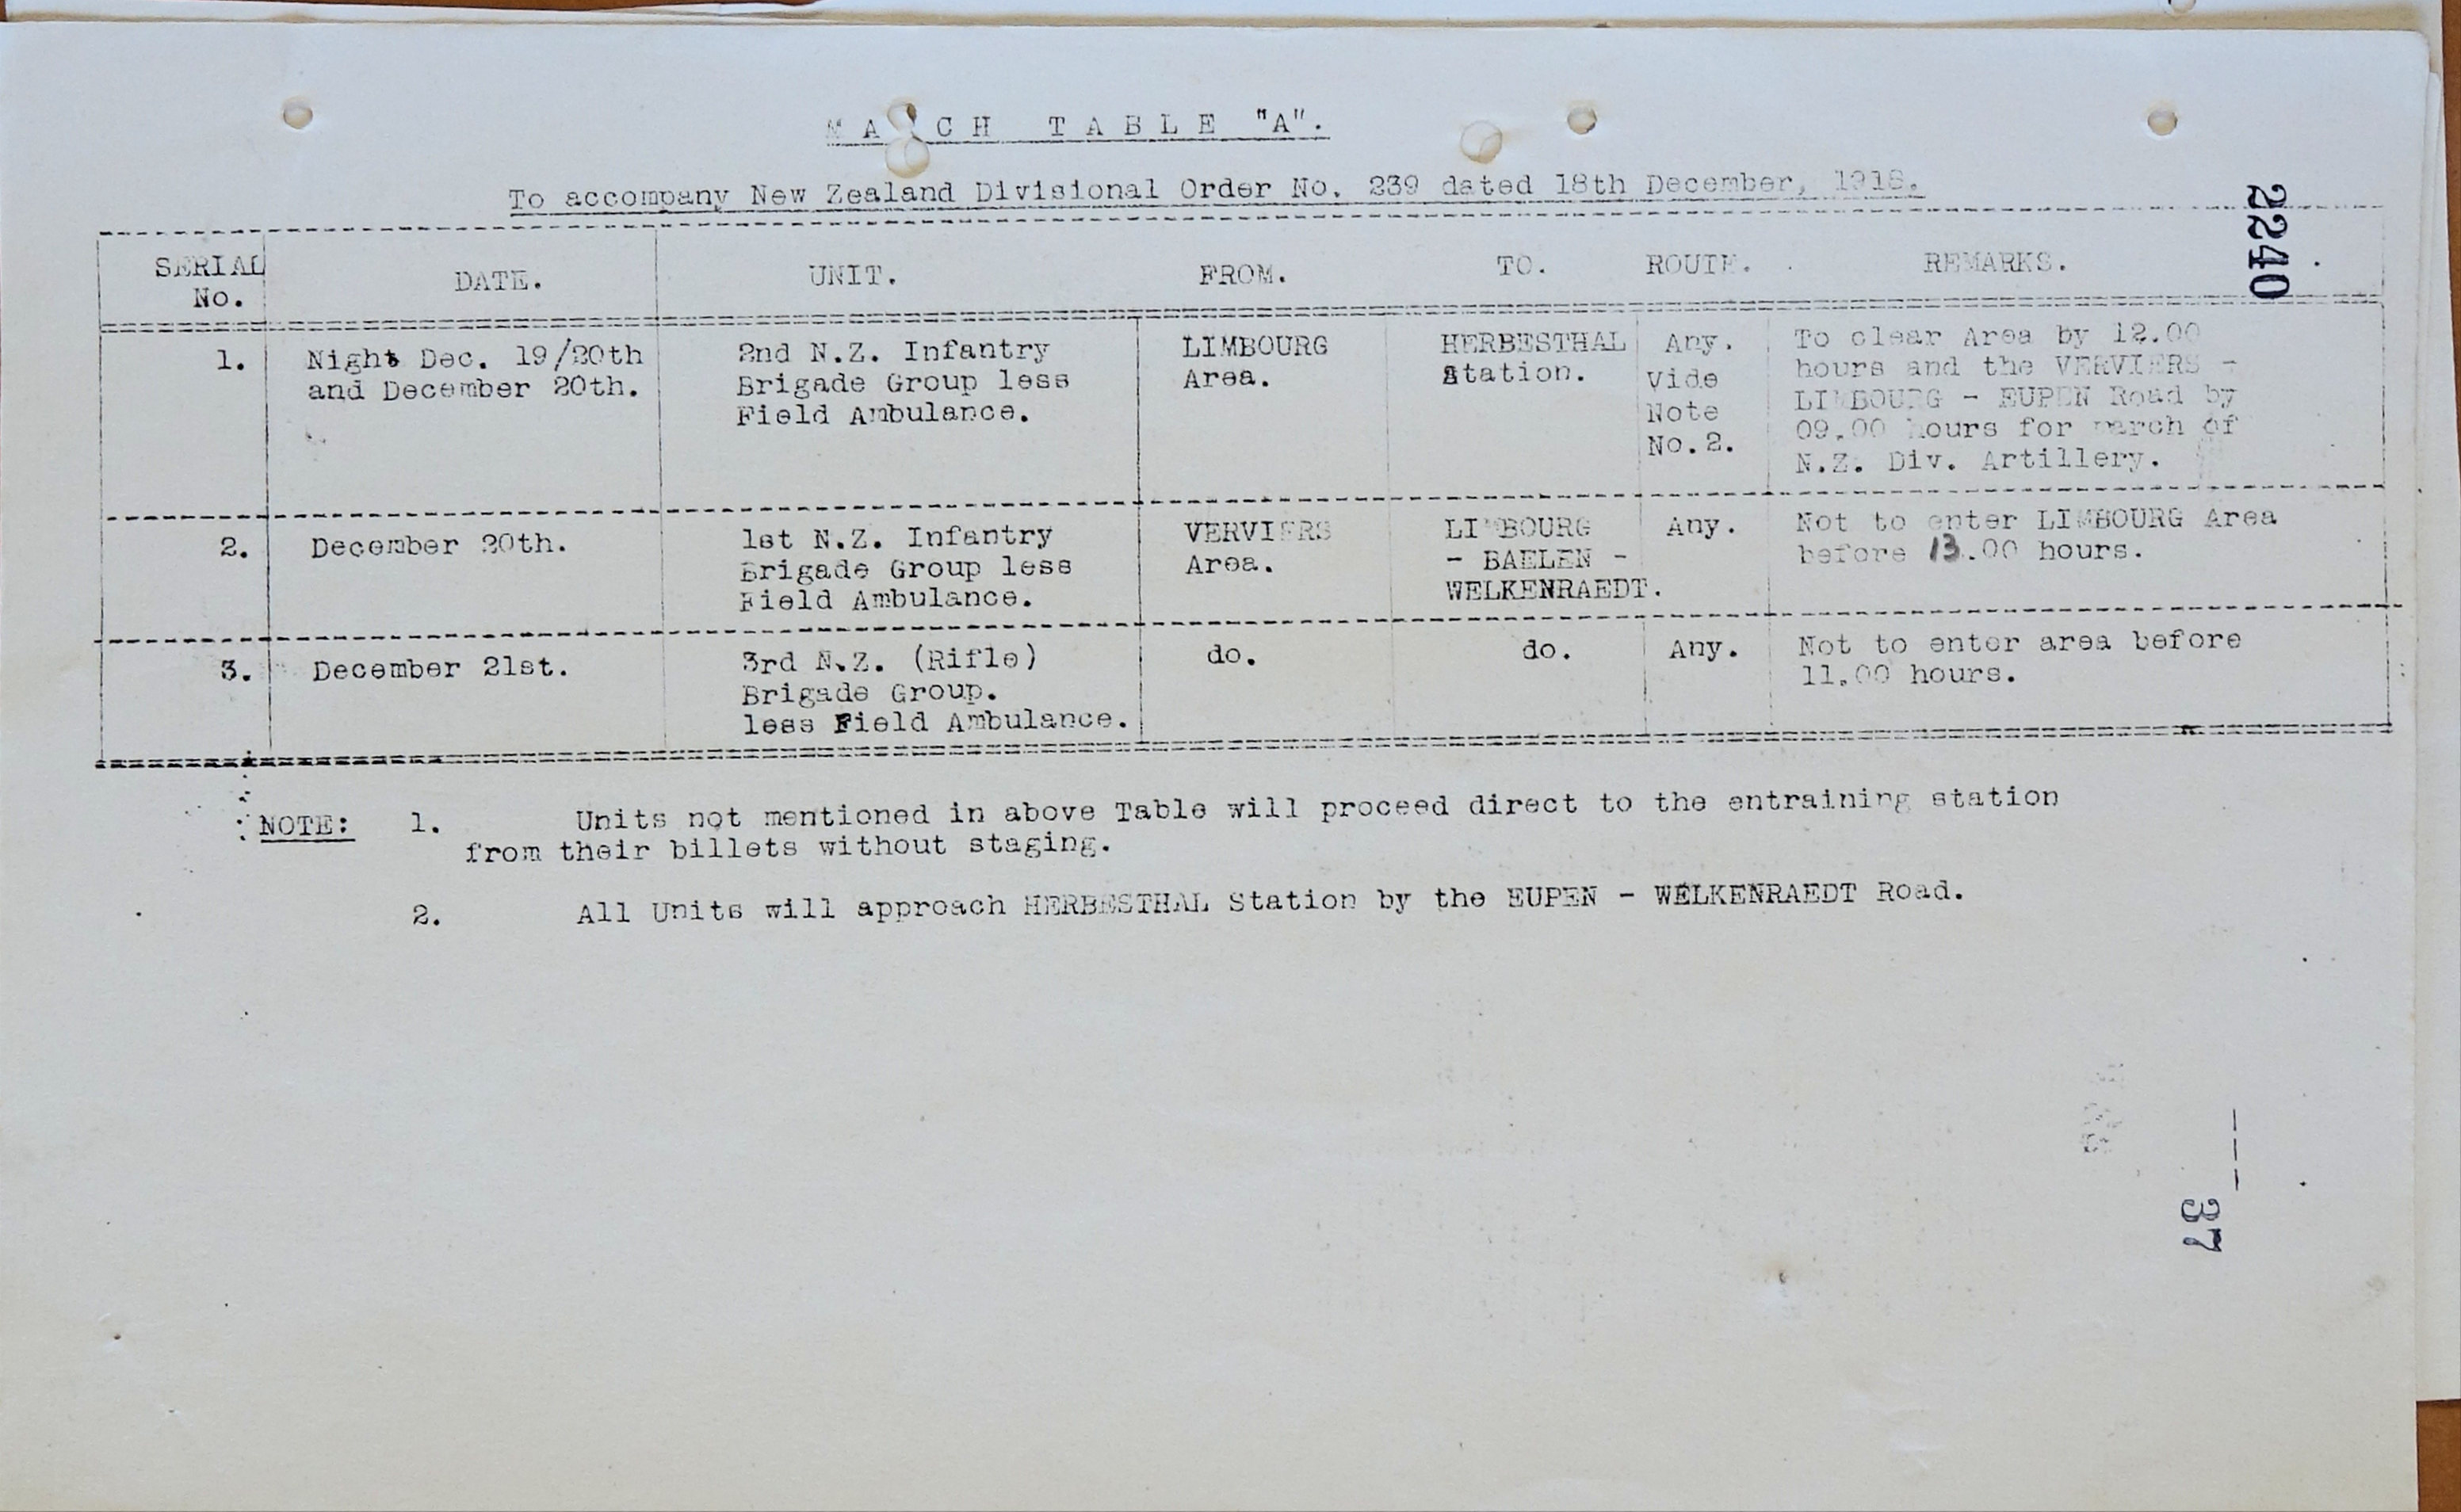 MARCH TABLE "A".
To accompany New Zealand Divisional Order No. 239 dated 18th December, 1918.
2240
SERIAL No. DATE. UNIT. FROM. TO. ROUTE. REMARKS.
1. Night Dec. 19/20th and December 20th. 2nd N.Z. Infantry Brigade Group less Field Ambulance. LIMBOURG Area. HERBESTHAL Station. Any. Vide Note No.2. To clear Area by 12.00 hours and the VERVIERS - LIMBOURG - EUPEN Road by 09.00 hours for march of N.Z. Div. Artillery.
2. December 20th. 1st N.Z. Infantry Brigade Group less Field Ambulance. VERVIERS Area. LIMBOURG - BAELEN - WELKENRAEDT. Any. Not to enter LIMBOURG Area before 13.00 hours.
3. December 21st. 3rd N.Z. (Rifle) Brigade Group. less Field Ambulance. do. do. Any. Not to enter area before 11.00 hours.
NOTE: 1. Units not mentioned in above Table will proceed direct to the entraining station
from their billets without staging.
2. All Units will approach HERBESTHAL Station by the EUPEN - WELKENRAEDT Road.
37